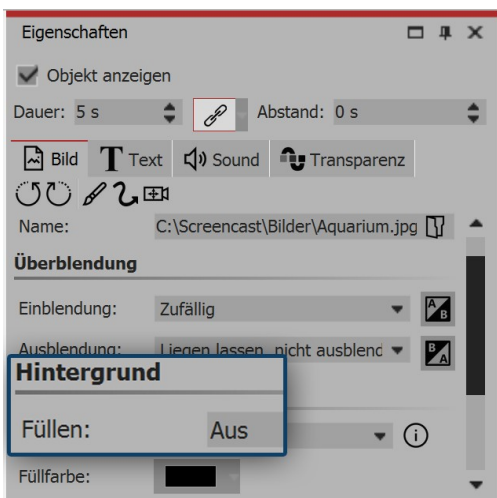 Eigenschaften
Objekt anzeigen
Dauer: 5 s Abstand: 0 s
Bild Text Sound Transparenz
Name: C:\Screencast\Bilder\Aquarium.jpg
Überblendung
Einblendung: Zufällig
Ausblendung: Liegen lassen, nicht ausblend
Hintergrund
Füllen: Aus
Füllfarbe: